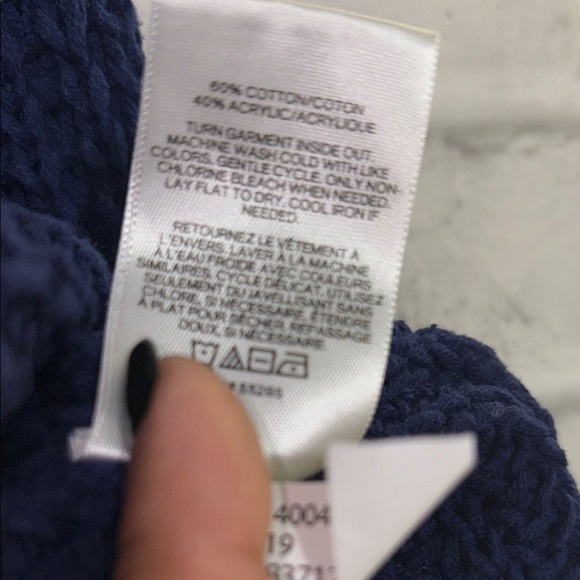 60% COTTON/COTON
40% ACRYLIC/ACRYLIQUE
TURN GARMENT INSIDE OUT.
MACHINE WASH COLD WITH LIKE
COLORS, GENTLE CYCLE. ONLY NON-
CHLORINE BLEACH WHEN NEEDED.
LAY FLAT TO DRY. COOL IRON IF
NEEDED.
RETOURNEZ LE VÊTEMENT À
L'ENVERS. LAVER À LA MACHINE
À L'EAU FROIDE AVEC COULEURS
SIMILAIRES, CYCLE DÉLICAT. UTILISEZ
SEULEMENT DU JAVELLISANT SANS
CHLORE, SI NÉCESSAIRE. ÉTENDRE
À PLAT POUR SÉCHER. REPASSAGE
DOUX, SI NÉCESSAIRE.
4004
19